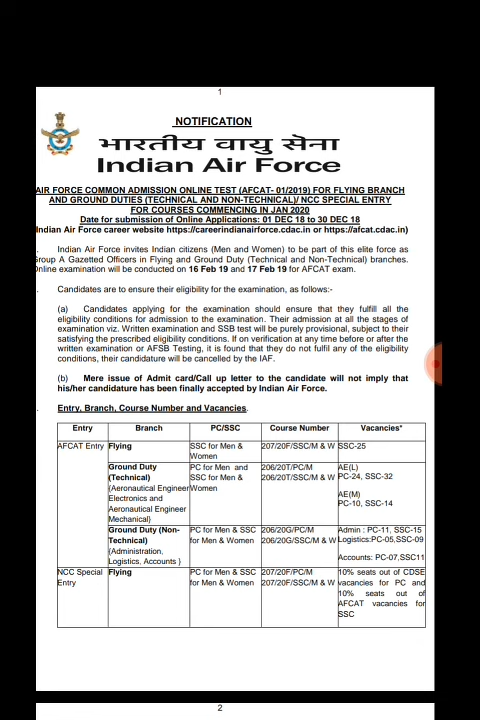 1
NOTIFICATION
भारतीय वायु सेना
Indian Air Force
AIR FORCE COMMON ADMISSION ONLINE TEST (AFCAT- 01/2019) FOR FLYING BRANCH
AND GROUND DUTIES (TECHNICAL AND NON-TECHNICAL)/ NCC SPECIAL ENTRY
FOR COURSES COMMENCING IN JAN 2020
Date for submission of Online Applications: 01 DEC 18 to 30 DEC 18
(Indian Air Force career website https://careerindianairforce.cdac.in or https://afcat.cdac.in)
. Indian Air Force invites Indian citizens (Men and Women) to be part of this elite force as
Group A Gazetted Officers in Flying and Ground Duty (Technical and Non-Technical) branches.
Online examination will be conducted on 16 Feb 19 and 17 Feb 19 for AFCAT exam.
. Candidates are to ensure their eligibility for the examination, as follows:-
(a) Candidates applying for the examination should ensure that they fulfill all the
eligibility conditions for admission to the examination. Their admission at all the stages of
examination viz. Written examination and SSB test will be purely provisional, subject to their
satisfying the prescribed eligibility conditions. If on verification at any time before or after the
written examination or AFSB Testing, it is found that they do not fulfil any of the eligibility
conditions, their candidature will be cancelled by the IAF.
(b) Mere issue of Admit card/Call up letter to the candidate will not imply that
his/her candidature has been finally accepted by Indian Air Force.
. Entry, Branch, Course Number and Vacancies.
Entry Branch PC/SSC Course Number Vacancies*
AFCAT Entry Flying SSC for Men & 207/20F/SSC/M & W SSC-25
Women
Ground Duty PC for Men and 206/20T/PC/M AE(L)
(Technical) SSC for Men & 206/20T/SSC/M & W PC-24, SSC-32
{Aeronautical Engineer Women
Electronics and AE(M)
Aeronautical Engineer PC-10, SSC-14
Mechanical}
Ground Duty (Non- PC for Men & SSC 206/20G/PC/M Admin : PC-11, SSC-15
Technical) for Men & Women 206/20G/SSC/M & W Logistics:PC-05,SSC-09
{Administration,
Logistics, Accounts } Accounts: PC-07,SSC11
NCC Special Flying PC for Men & SSC 207/20F/PC/M 10% seats out of CDSE
Entry for Men & Women 207/20F/SSC/M & W vacancies for PC and
10% seats out of
AFCAT vacancies for
SSC
2